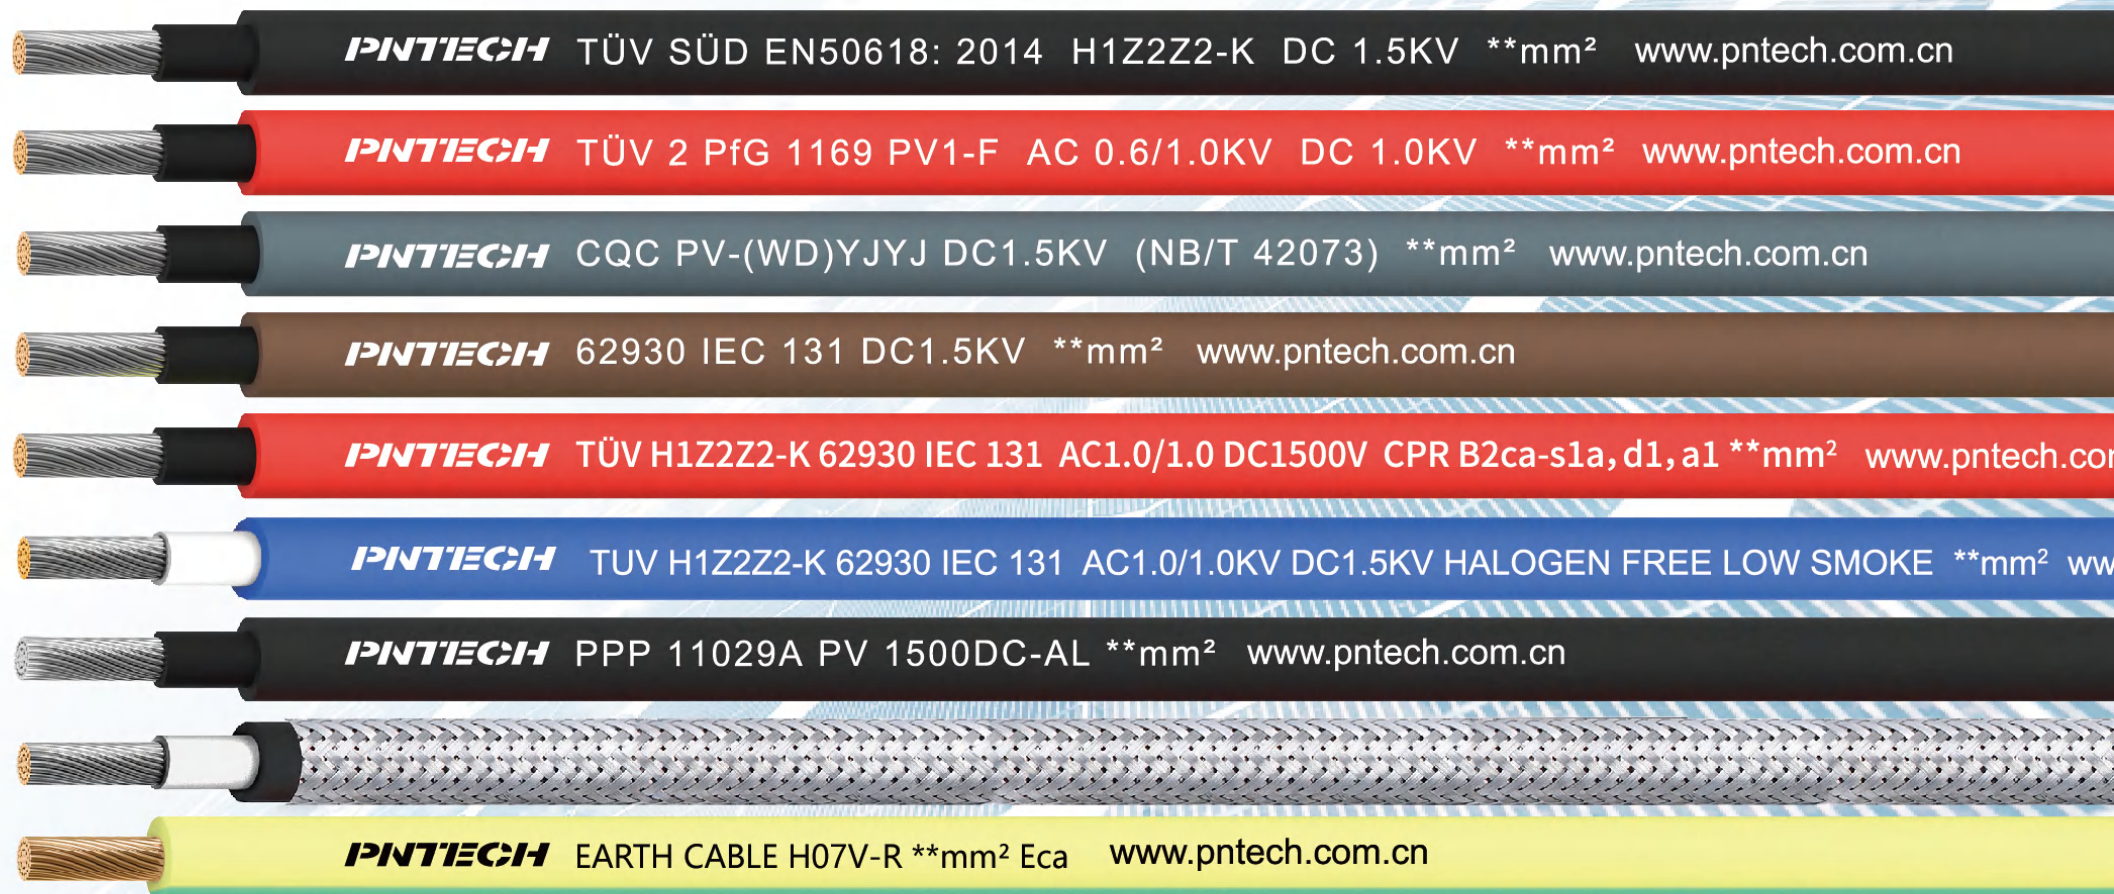 PNTECH TÜV SÜD EN50618: 2014 H1Z2Z2-K DC 1.5KV **mm² www.pntech.com.cn
PNTECH TÜV 2 PfG 1169 PV1-F AC 0.6/1.0KV DC 1.0KV **mm² www.pntech.com.cn
PNTECH CQC PV-(WD)YJYJ DC1.5KV (NB/T 42073) **mm² www.pntech.com.cn
PNTECH 62930 IEC 131 DC1.5KV **mm² www.pntech.com.cn
PNTECH TÜV H1Z2Z2-K 62930 IEC 131 AC1.0/1.0 DC1500V CPR B2ca-s1a, d1, a1 **mm² www.pntech.co
PNTECH TUV H1Z2Z2-K 62930 IEC 131 AC1.0/1.0KV DC1.5KV HALOGEN FREE LOW SMOKE **mm² ww
PNTECH PPP 11029A PV 1500DC-AL **mm² www.pntech.com.cn
PNTECH EARTH CABLE H07V-R **mm² Eca www.pntech.com.cn